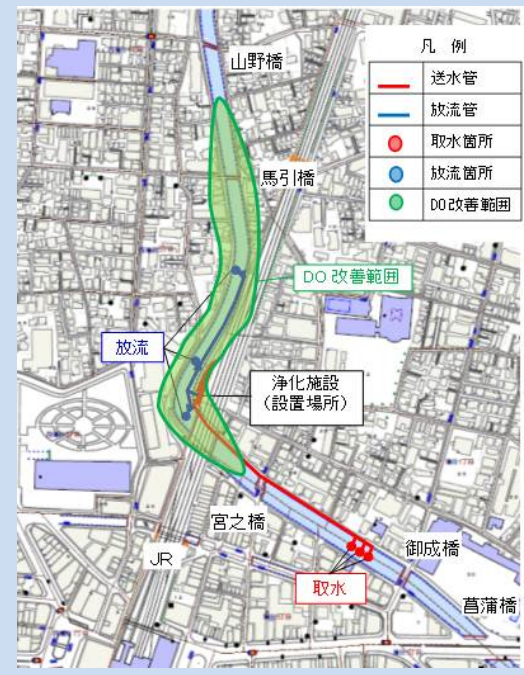 山野橋
凡 例
送水管
放流管
取水箇所
放流箇所
DO改善範囲
馬引橋
DO 改善範囲
放流
浄化施設
（設置場所）
宮之橋
JR
御成橋
取水
菖蒲橋